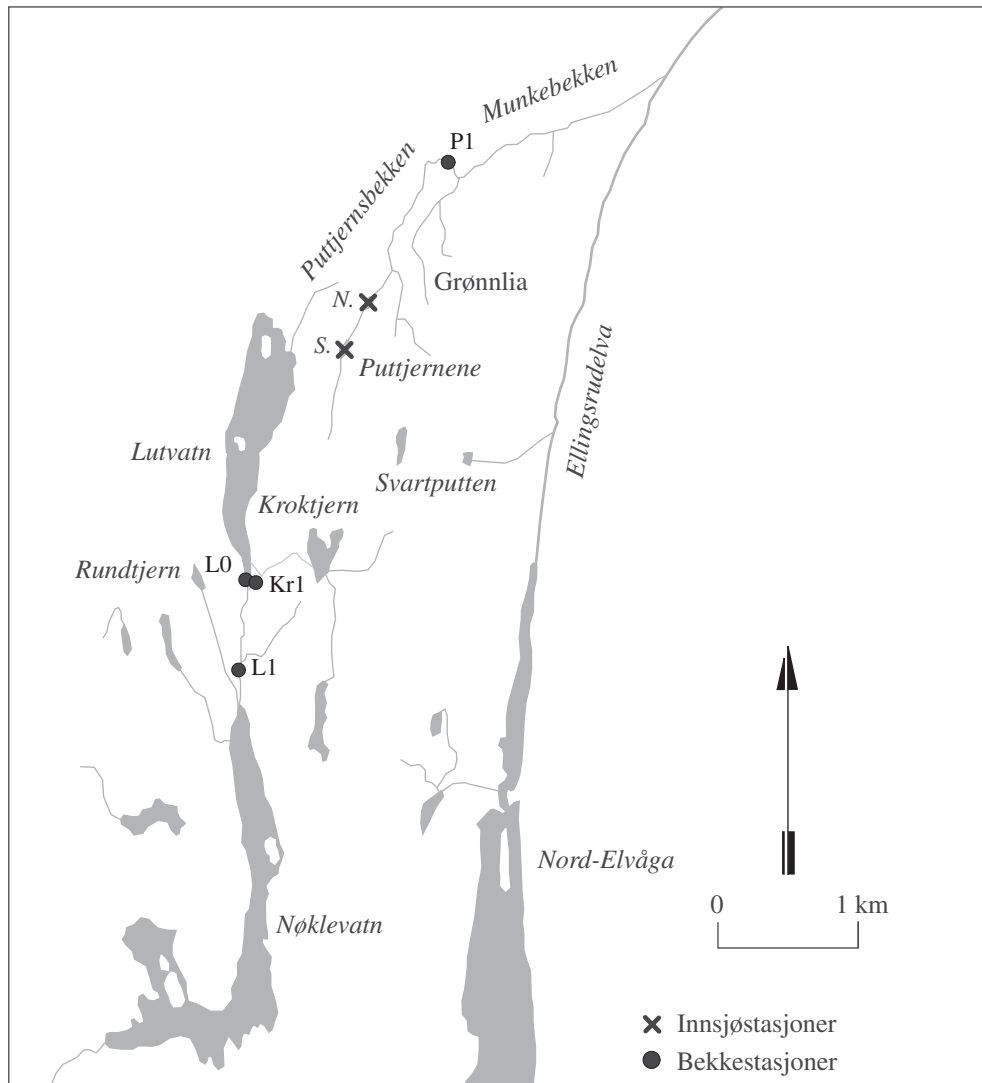 Munkebekken
P1
Puttjernsbekken
Grønnlia
N.
S.
Puttjernene
Ellingsrudelva
Lutvatn
Svartputten
Kroktjern
Rundtjern
L0
Kr1
L1
Nord-Elvåga
Nøklevatn
0 1 km
Innsjøstasjoner
Bekkestasjoner